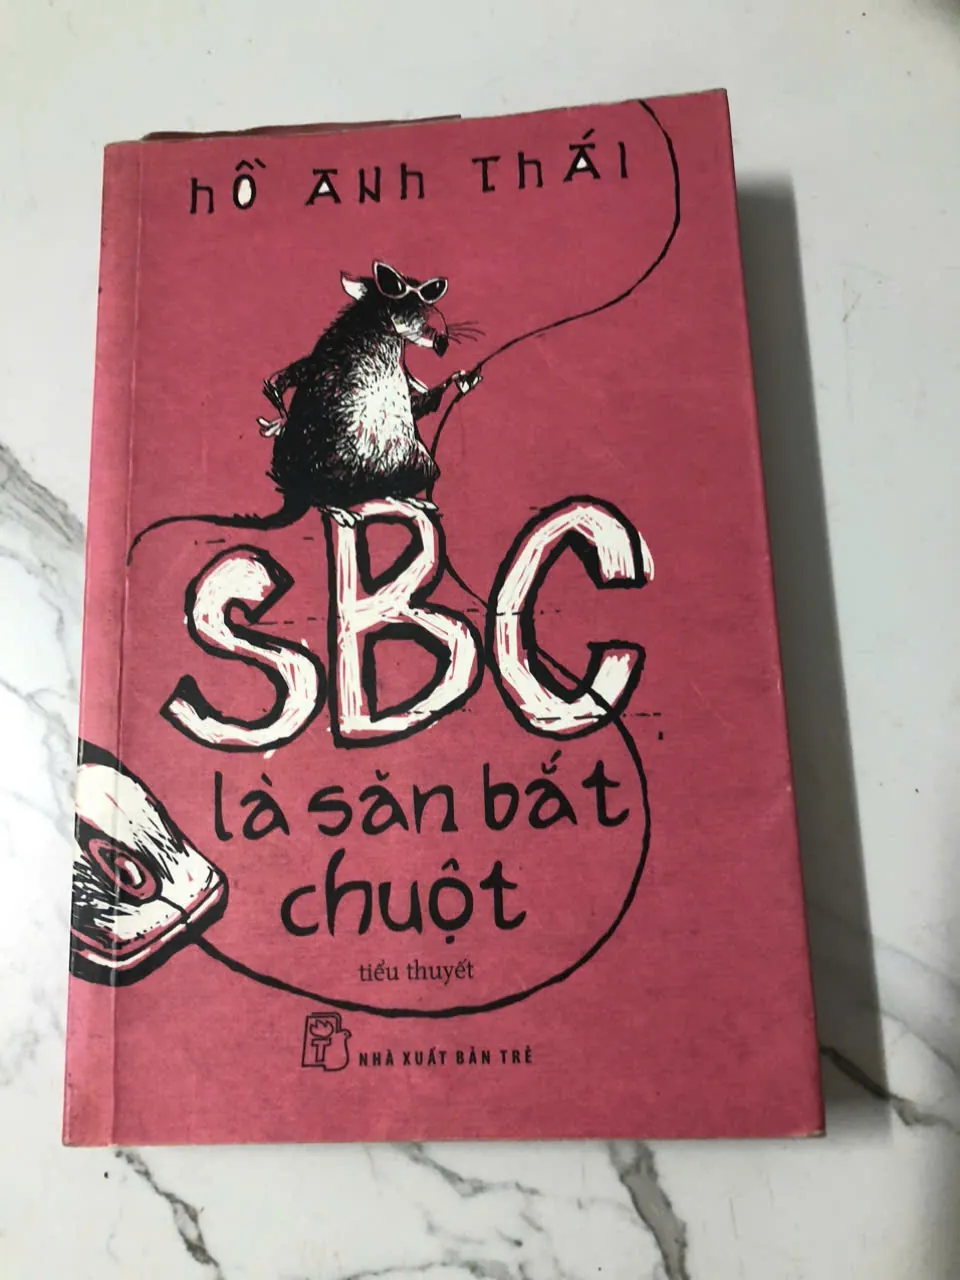 HỒ ANH THÁI
SBC
là săn bắt
chuột
tiểu thuyết
NHÀ XUẤT BẢN TRẺ